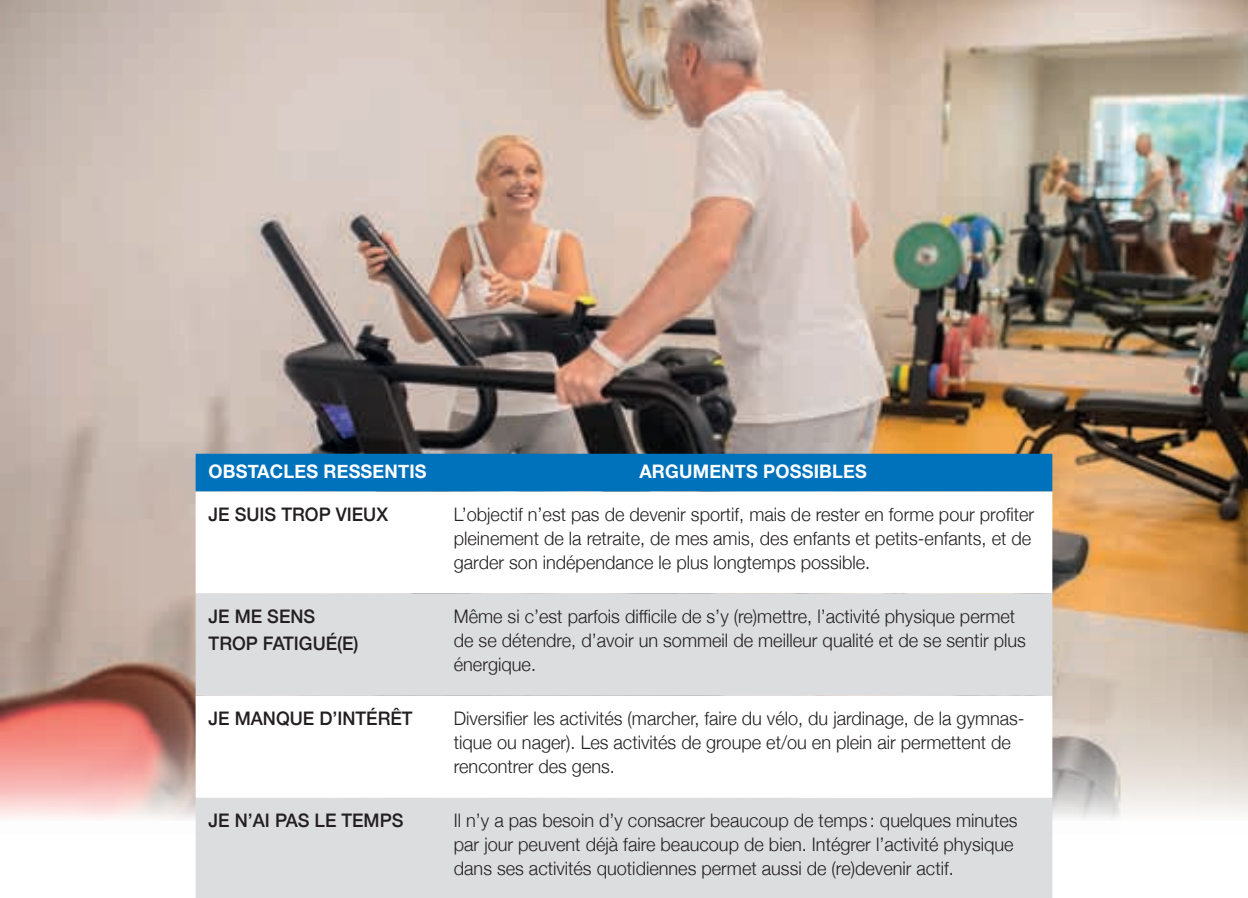 OBSTACLES RESSENTIS ARGUMENTS POSSIBLES
JE SUIS TROP VIEUX L'objectif n'est pas de devenir sportif, mais de rester en forme pour profiter
pleinement de la retraite, de mes amis, des enfants et petits-enfants, et de
garder son indépendance le plus longtemps possible.
JE ME SENS
TROP FATIGUÉ(E)
Même si c'est parfois difficile de s'y (re)mettre, l'activité physique permet
de se détendre, d'avoir un sommeil de meilleur qualité et de se sentir plus
énergique.
JE MANQUE D'INTÉRÊT Diversifier les activités (marcher, faire du vélo, du jardinage, de la gymnas-
tique ou nager). Les activités de groupe et/ou en plein air permettent de
rencontrer des gens.
JE N'AI PAS LE TEMPS Il n'y a pas besoin d'y consacrer beaucoup de temps : quelques minutes
par jour peuvent déjà faire beaucoup de bien. Intégrer l'activité physique
dans ses activités quotidiennes permet aussi de (re)devenir actif.